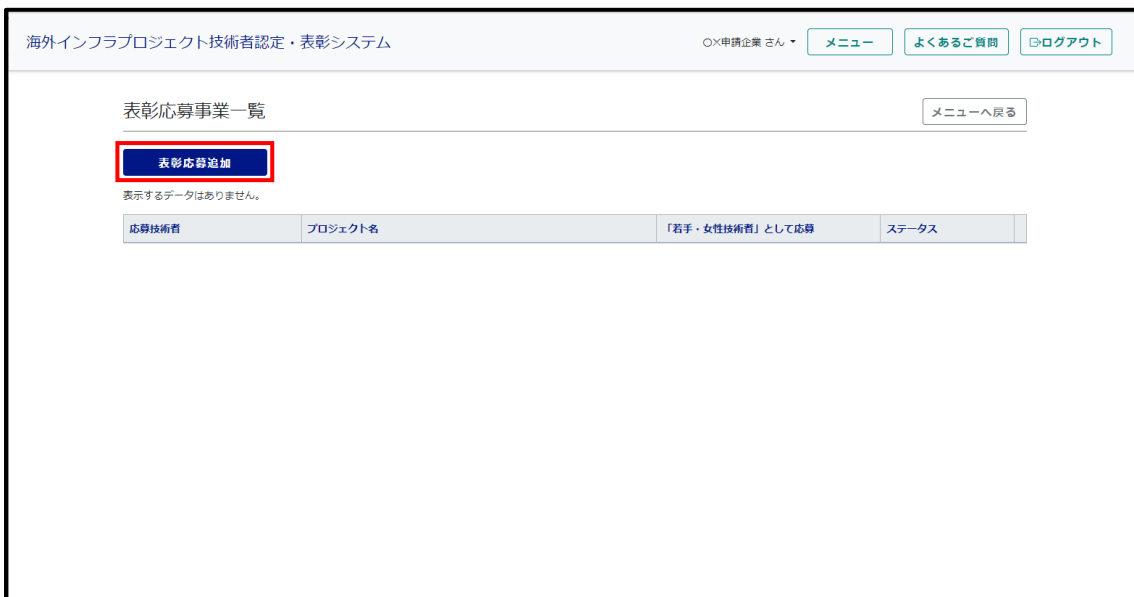 海外インフラプロジェクト技術者認定・表彰システム
○×申請企業 さん メニュー よくあるご質問 ログアウト
表彰応募事業一覧 メニューへ戻る
表彰応募追加
表示するデータはありません。
応募技術者 プロジェクト名 「若手・女性技術者」として応募 ステータス